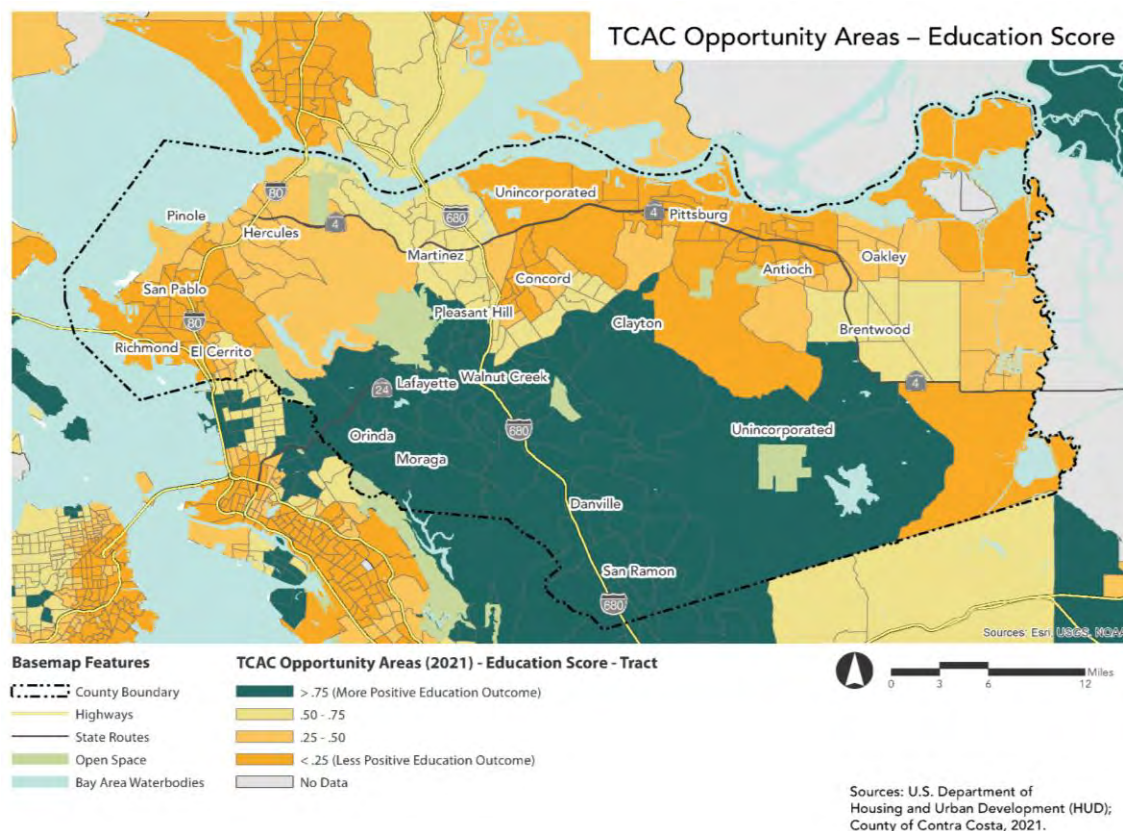 TCAC Opportunity Areas – Education Score
80
Unincorporated
680
4
Pittsburg
Pinole
Hercules
4
Martinez
Oakley
Concord
Antioch
San Pablo
Pleasant Hill
80
Clayton
Brentwood
Richmond
El Cerrito
Lafayette
Walnut Creek
24
4
680
Unincorporated
Orinda
Moraga
Danville
San Ramon
680
Sources: Esri, USGS, NOAA
Basemap Features
County Boundary
Highways
State Routes
Open Space
Bay Area Waterbodies
TCAC Opportunity Areas (2021) - Education Score - Tract
> .75 (More Positive Education Outcome)
.50 - .75
.25 - .50
< .25 (Less Positive Education Outcome)
No Data
Miles
0 3 6 12
Sources: U.S. Department of
Housing and Urban Development (HUD);
County of Contra Costa, 2021.